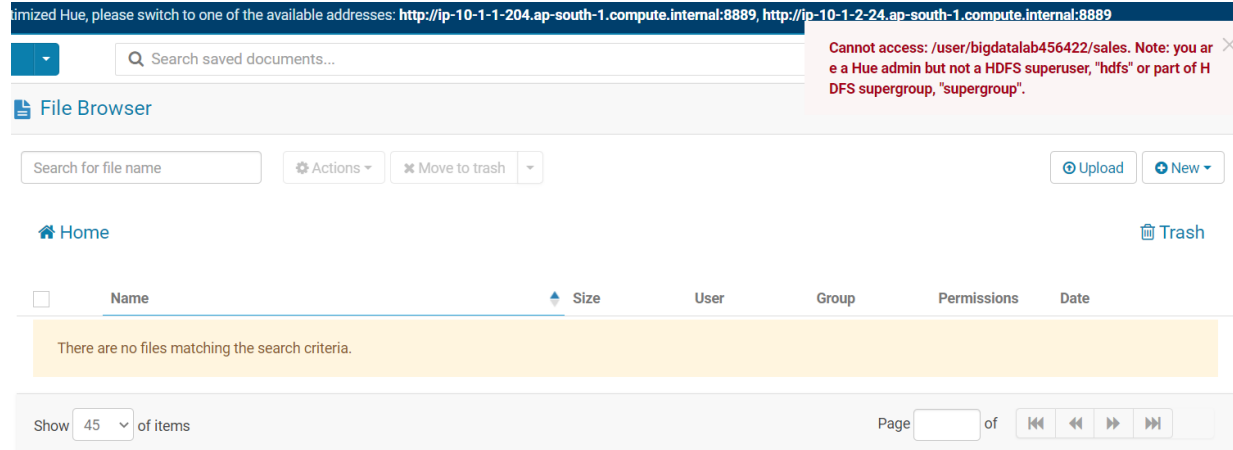 timized Hue, please switch to one of the available addresses: http://ip-10-1-1-204.ap-south-1.compute.internal:8889, http://ip-10-1-2-24.ap-south-1.compute.internal:8889
Search saved documents...
Cannot access: /user/bigdatalab456422/sales. Note: you ar
e a Hue admin but not a HDFS superuser, "hdfs" or part of H
DFS supergroup, "supergroup".
File Browser
Search for file name Actions Move to trash Upload New
Home Trash
Name Size User Group Permissions Date
There are no files matching the search criteria.
Show 45 of items Page of